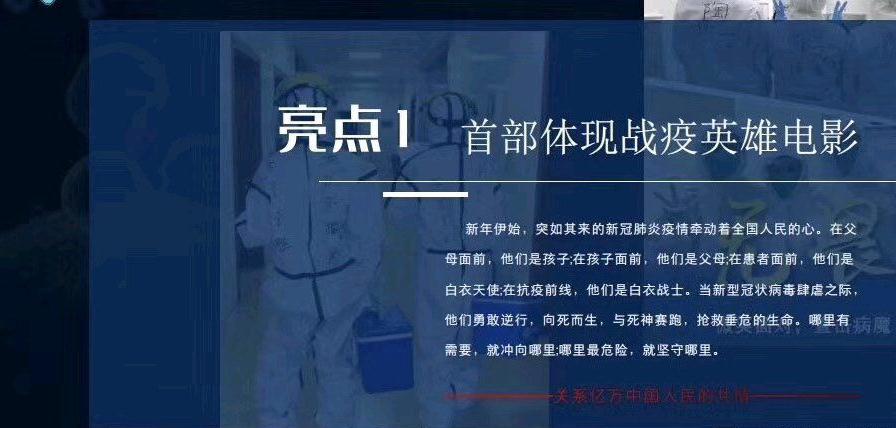 亮点1
首部体现战疫英雄电影
新年伊始，突如其来的新冠肺炎疫情牵动着全国人民的心。在父
母面前，他们是孩子;在孩子面前，他们是父母;在患者面前，他们是
白衣天使;在抗疫前线，他们是白衣战士。当新型冠状病毒肆虐之际，
他们勇敢逆行，向死而生，与死神赛跑，抢救垂危的生命。哪里有
需要，就冲向哪里;哪里最危险，就坚守哪里。
关系亿万中国人民的共情